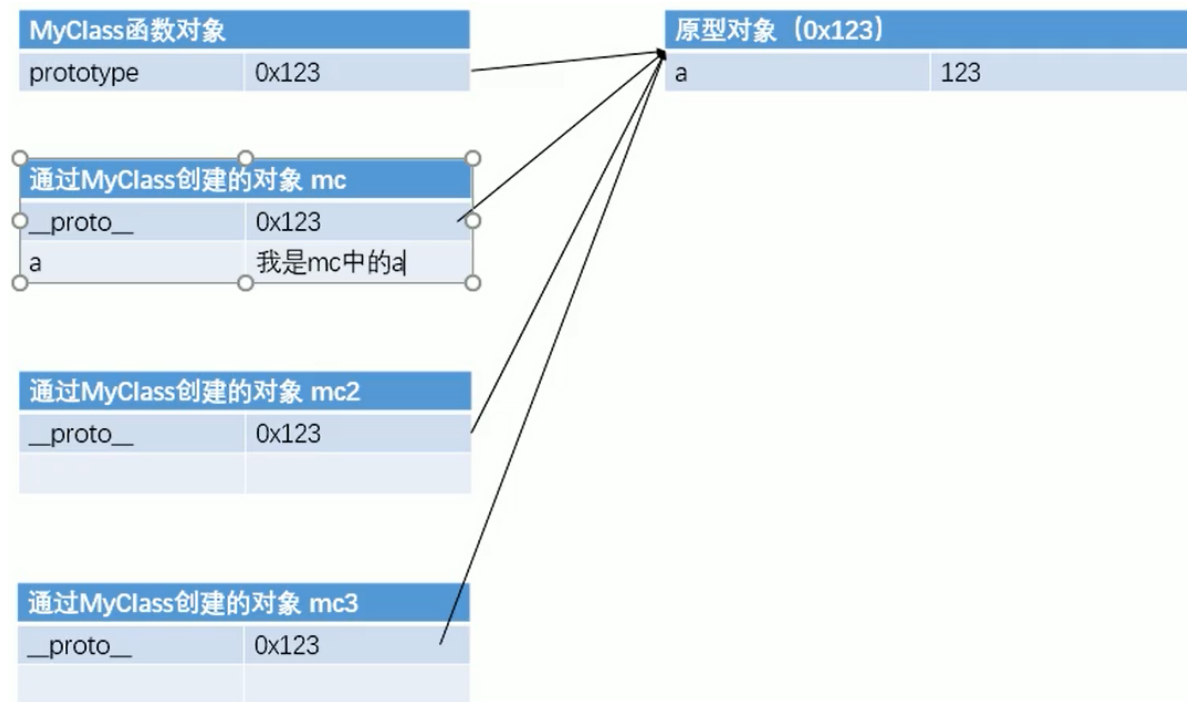 MyClass函数对象
prototype 0x123
原型对象（0x123）
a 123
通过MyClass创建的对象 mc
__proto__ 0x123
a 我是mc中的a
通过MyClass创建的对象 mc2
__proto__ 0x123
通过MyClass创建的对象 mc3
__proto__ 0x123